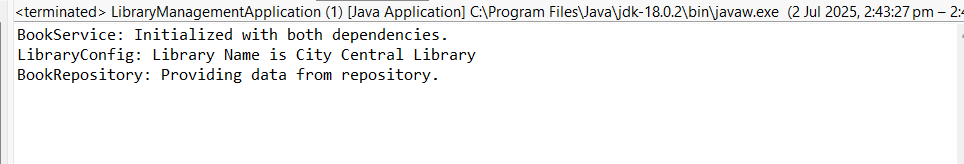 <terminated> LibraryManagementApplication (1) [Java Application] C:\Program Files\Java\jdk-18.0.2\bin\javaw.exe (2 Jul 2025, 2:43:27 pm – 2:4
BookService: Initialized with both dependencies.
LibraryConfig: Library Name is City Central Library
BookRepository: Providing data from repository.